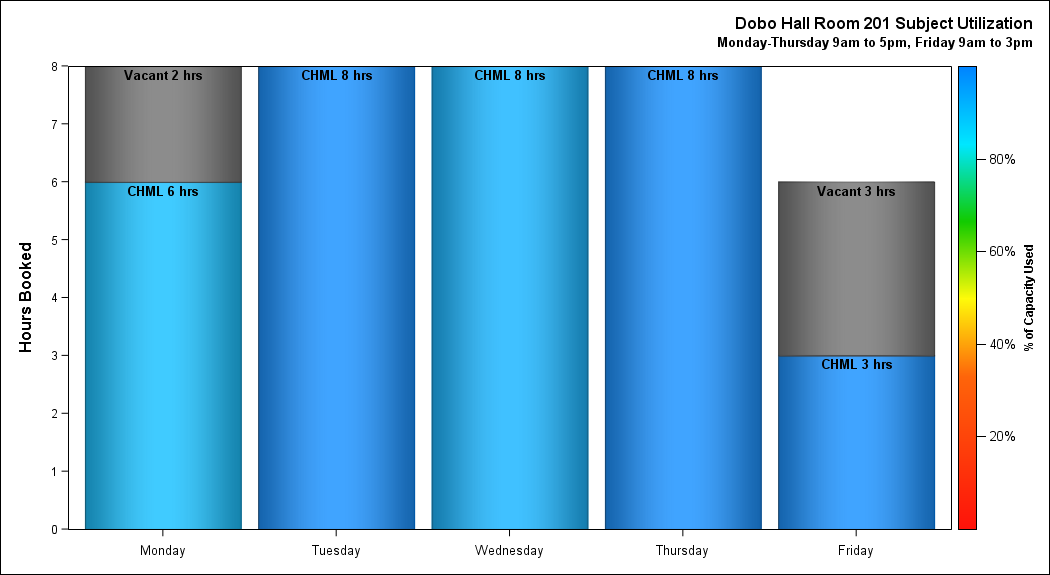 Dobo Hall Room 201 Subject Utilization
Monday-Thursday 9am to 5pm, Friday 9am to 3pm
Hours Booked
8
7
6
5
4
3
2
1
0
Vacant 2 hrs
CHML 6 hrs
CHML 8 hrs
CHML 8 hrs
CHML 8 hrs
Vacant 3 hrs
CHML 3 hrs
Monday
Tuesday
Wednesday
Thursday
Friday
80%
60%
40%
20%
% of Capacity Used